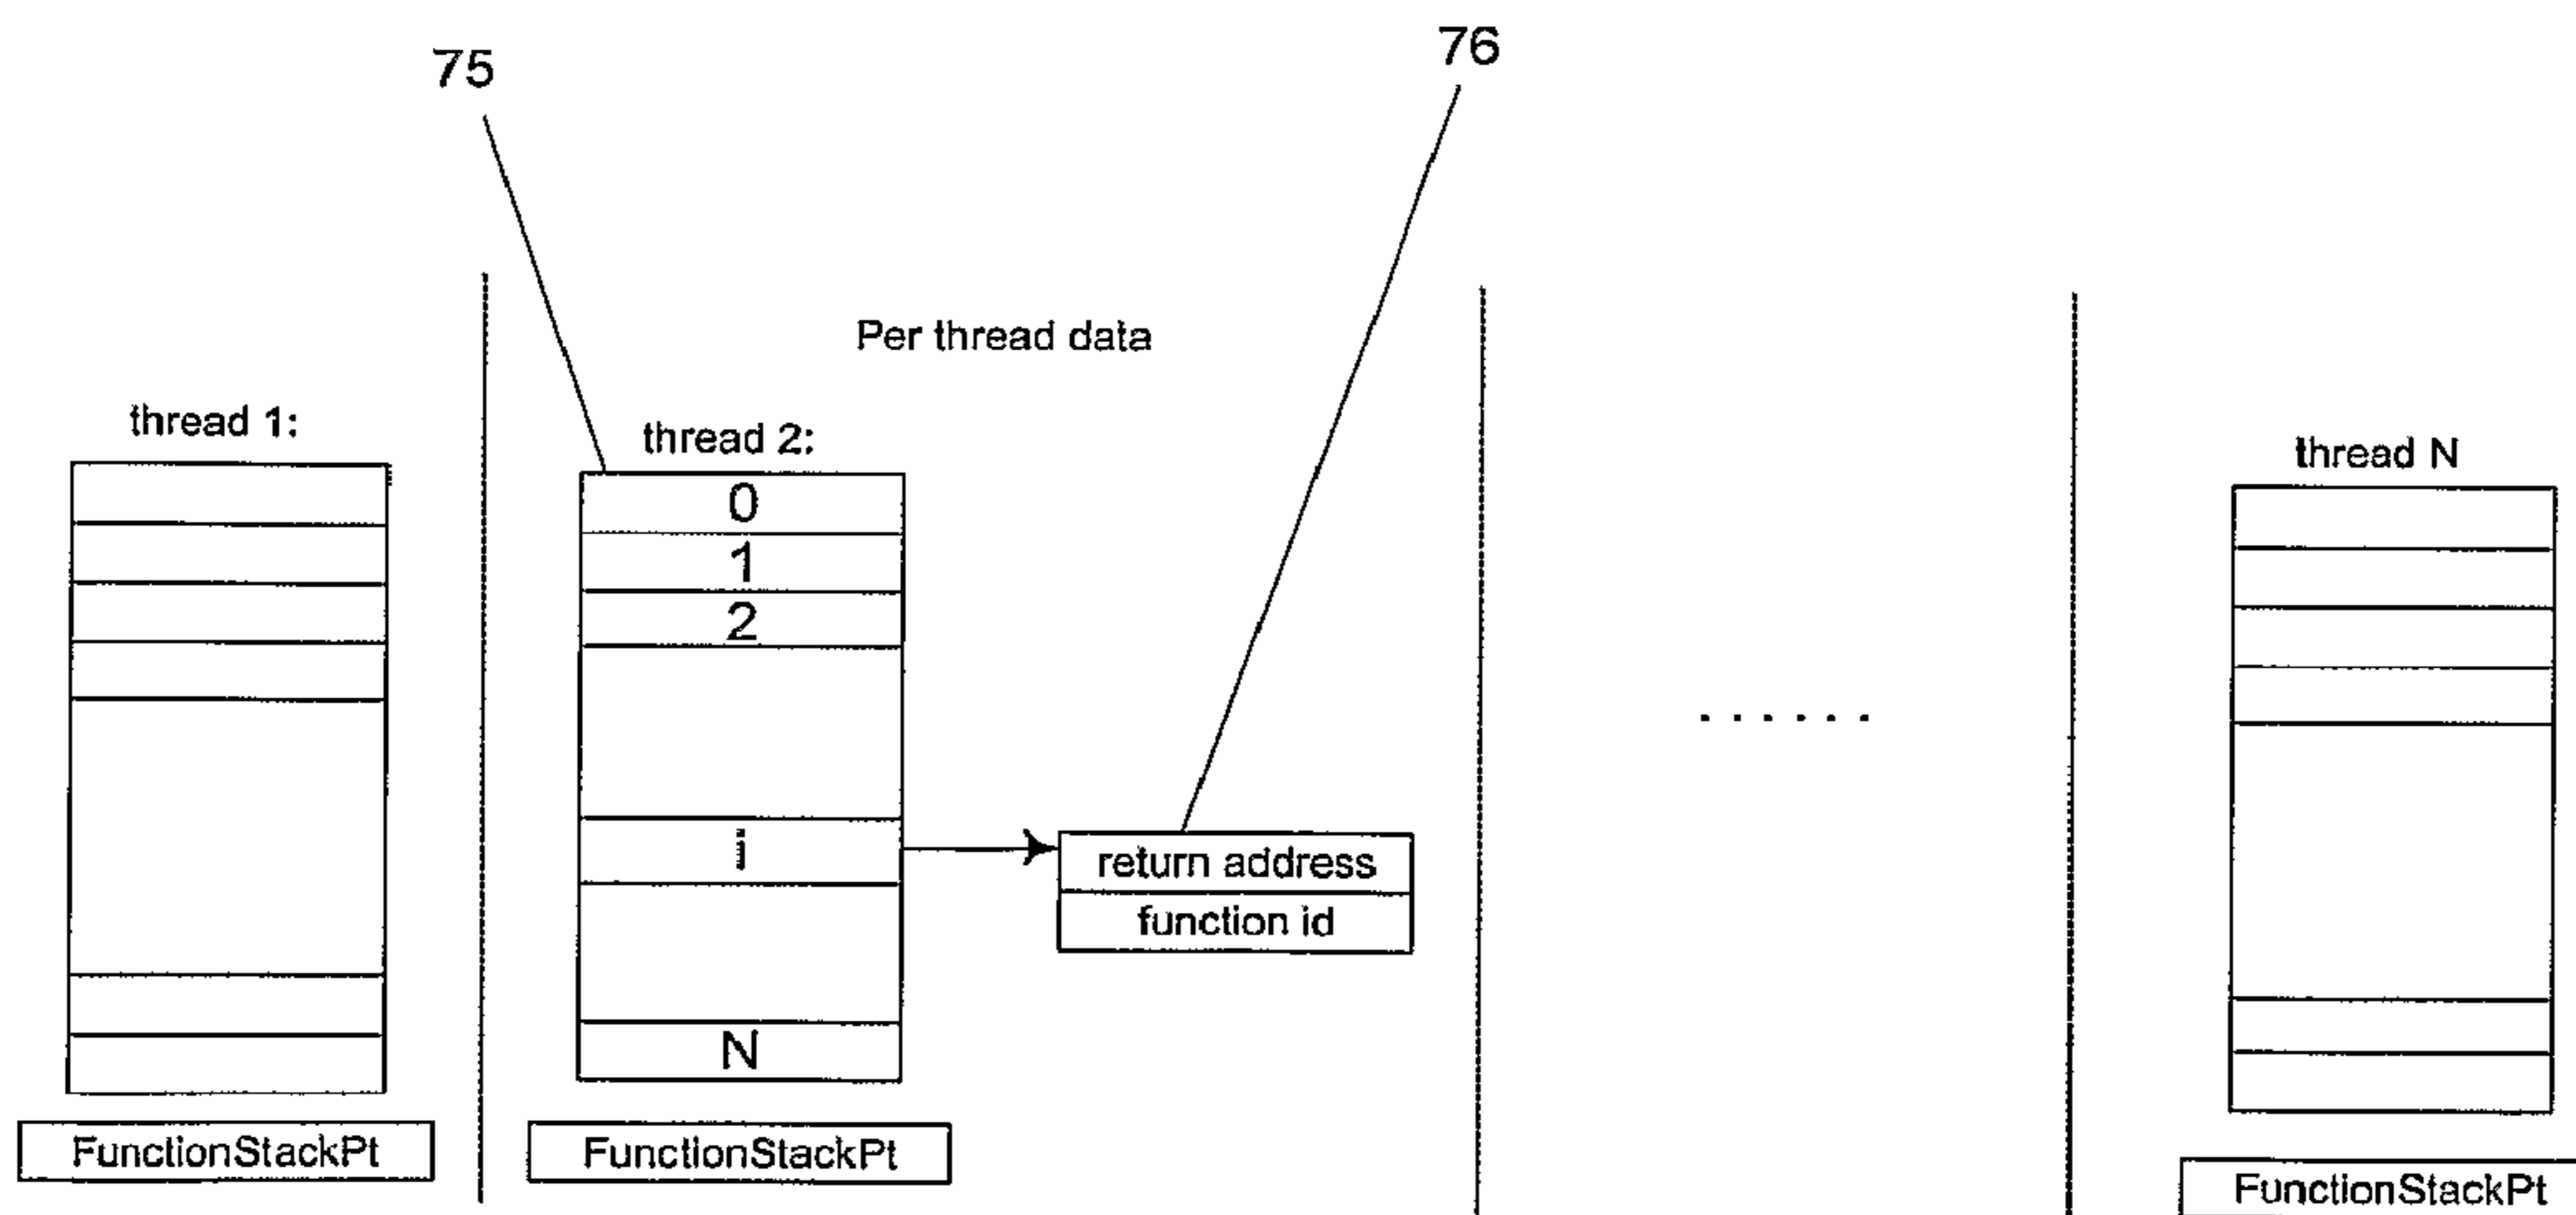 75
76
Per thread data
thread 1:
thread 2:
thread N
0
1
2
......
i
return address
function id
N
FunctionStackPt
FunctionStackPt
FunctionStackPt